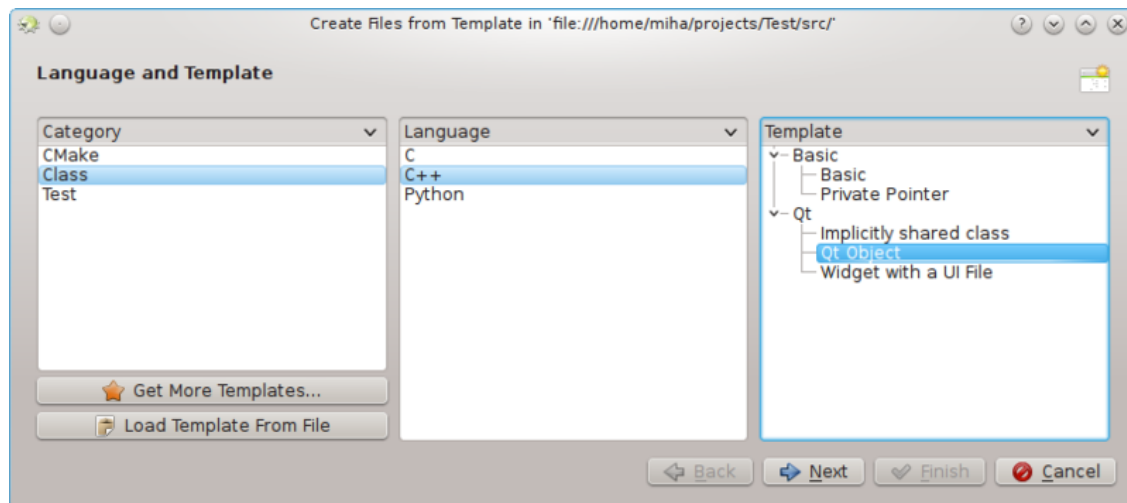 Create Files from Template in 'file:///home/miha/projects/Test/src/'
Language and Template
Category
CMake
Class
Test
Get More Templates...
Load Template From File
Language
C
C++
Python
Template
Basic
Basic
Private Pointer
Qt
Implicitly shared class
Qt Object
Widget with a UI File
Back
Next
Finish
Cancel